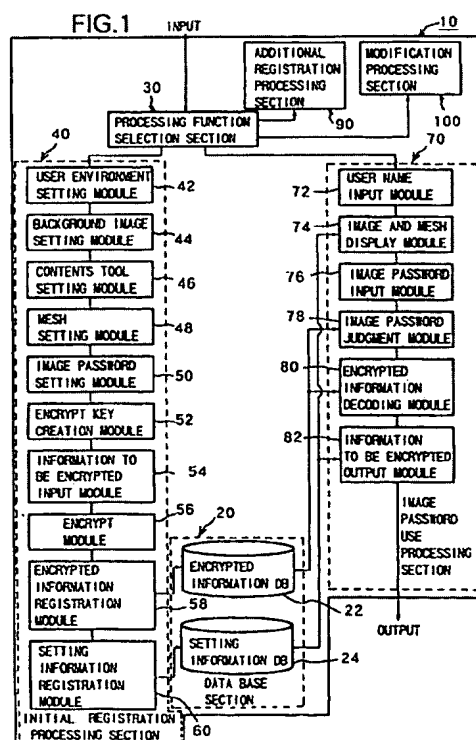 FIG.1
INPUT
10
ADDITIONAL
REGISTRATION
PROCESSING
SECTION
MODIFICATION
PROCESSING
SECTION
30
PROCESSING FUNCTION
SELECTION SECTION
90
100
40
USER ENVIRONMENT
SETTING MODULE
42
BACKGROUND IMAGE
SETTING MODULE
44
CONTENTS TOOL
SETTING MODULE
46
MESH
SETTING MODULE
48
IMAGE PASSWORD
SETTING MODULE
50
ENCRYPT KEY
CREATION MODULE
52
INFORMATION TO
BE ENCRYPTED
INPUT MODULE
54
ENCRYPT
MODULE
56
ENCRYPTED
INFORMATION
REGISTRATION
MODULE
58
SETTING
INFORMATION
REGISTRATION
MODULE
60
INITIAL REGISTRATION
PROCESSING SECTION
20
ENCRYPTED
INFORMATION DB
22
SETTING
INFORMATION DB
24
DATA BASE
SECTION
70
72
USER NAME
INPUT MODULE
74
IMAGE AND MESH
DISPLAY MODULE
76
IMAGE PASSWORD
INPUT MODULE
78
IMAGE PASSWORD
JUDGMENT MODULE
80
ENCRYPTED
INFORMATION
DECODING MODULE
82
INFORMATION
TO BE ENCRYPTED
OUTPUT MODULE
IMAGE
PASSWORD
USE
PROCESSING
SECTION
OUTPUT